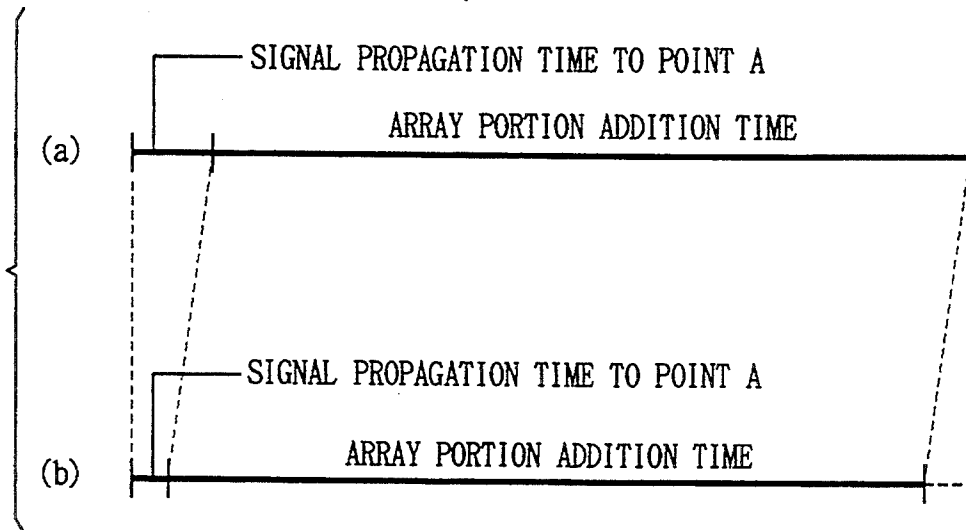 SIGNAL PROPAGATION TIME TO POINT A
ARRAY PORTION ADDITION TIME
(a)
SIGNAL PROPAGATION TIME TO POINT A
ARRAY PORTION ADDITION TIME
(b)